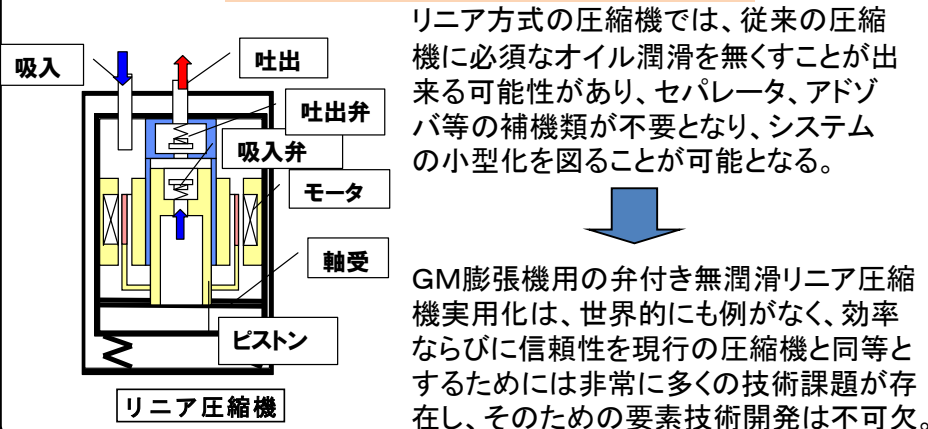 吸入
吐出
吐出弁
吸入弁
モータ
軸受
ピストン
リニア圧縮機
リニア方式の圧縮機では、従来の圧縮
機に必須なオイル潤滑を無くすことが出
来る可能性があり、セパレータ、アドゾ
バ等の補機類が不要となり、システム
の小型化を図ることが可能となる。
GM膨張機用の弁付き無潤滑リニア圧縮
機実用化は、世界的にも例がなく、効率
ならびに信頼性を現行の圧縮機と同等と
するためには非常に多くの技術課題が存
在し、そのための要素技術開発は不可欠。